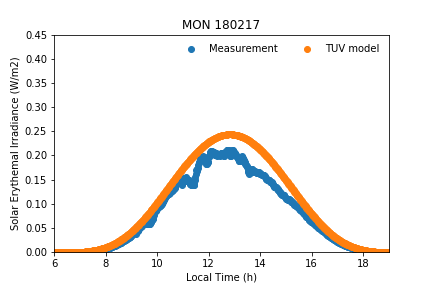 MON 180217
Measurement
TUV model
0.45
0.40
0.35
0.30
0.25
0.20
0.15
0.10
0.05
0.00
Solar Erythemal Irradiance (W/m2)
6 8 10 12 14 16 18
Local Time (h)